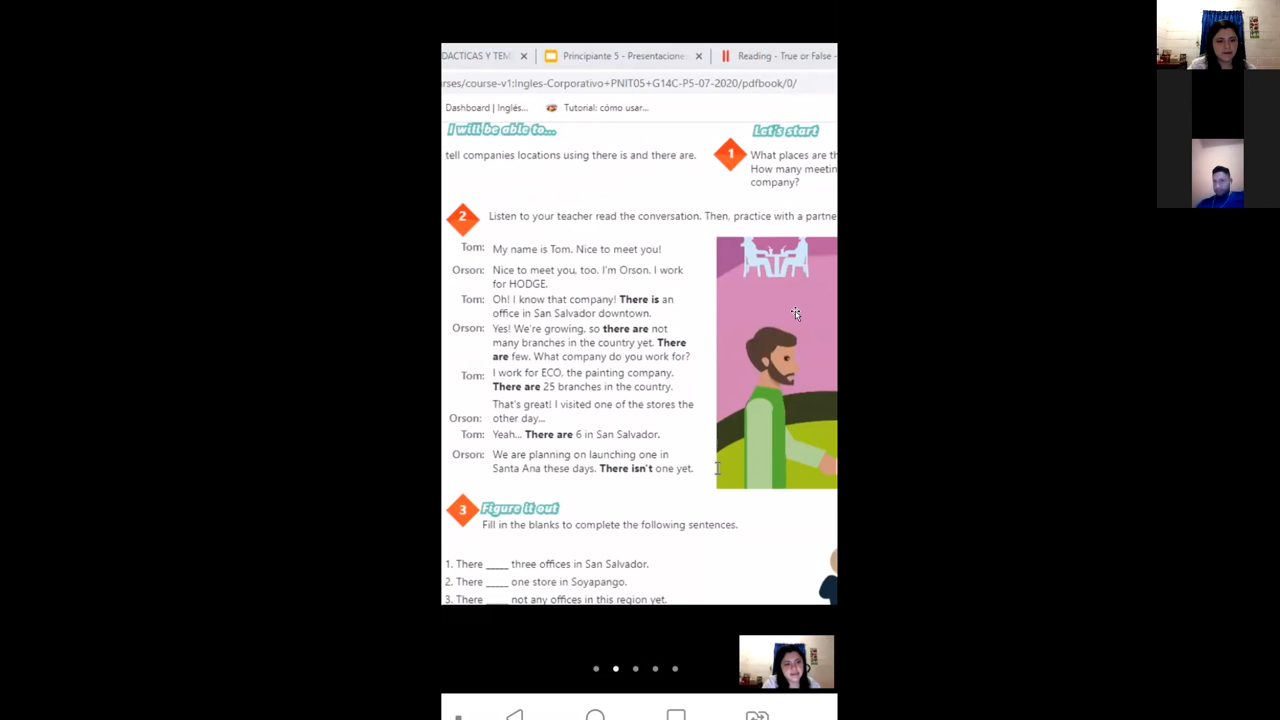 DACTICAS Y TEM
Principiante 5 - Presentacione
Reading - True or False -
rses/course-v1:Ingles-Corporativo+PNIT05+G14C-P5-07-2020/pdfbook/0/
Dashboard | Inglés...
Tutorial: cómo usar...
I will be able to...
tell companies locations using there is and there are.
Let's start
1
What places are th
How many meetin
company?
2
Listen to your teacher read the conversation. Then, practice with a partne
Tom: My name is Tom. Nice to meet you!
Orson: Nice to meet you, too. I'm Orson. I work
for HODGE.
Tom: Oh! I know that company! There is an
office in San Salvador downtown.
Orson: Yes! We're growing, so there are not
many branches in the country yet. There
are few. What company do you work for?
Tom: I work for ECO, the painting company.
There are 25 branches in the country.
Orson: That's great! I visited one of the stores the
other day...
Tom: Yeah... There are 6 in San Salvador.
Orson: We are planning on launching one in
Santa Ana these days. There isn't one yet.
3
Figure it out
Fill in the blanks to complete the following sentences.
1. There _____ three offices in San Salvador.
2. There _____ one store in Soyapango.
3. There _____ not any offices in this region yet.